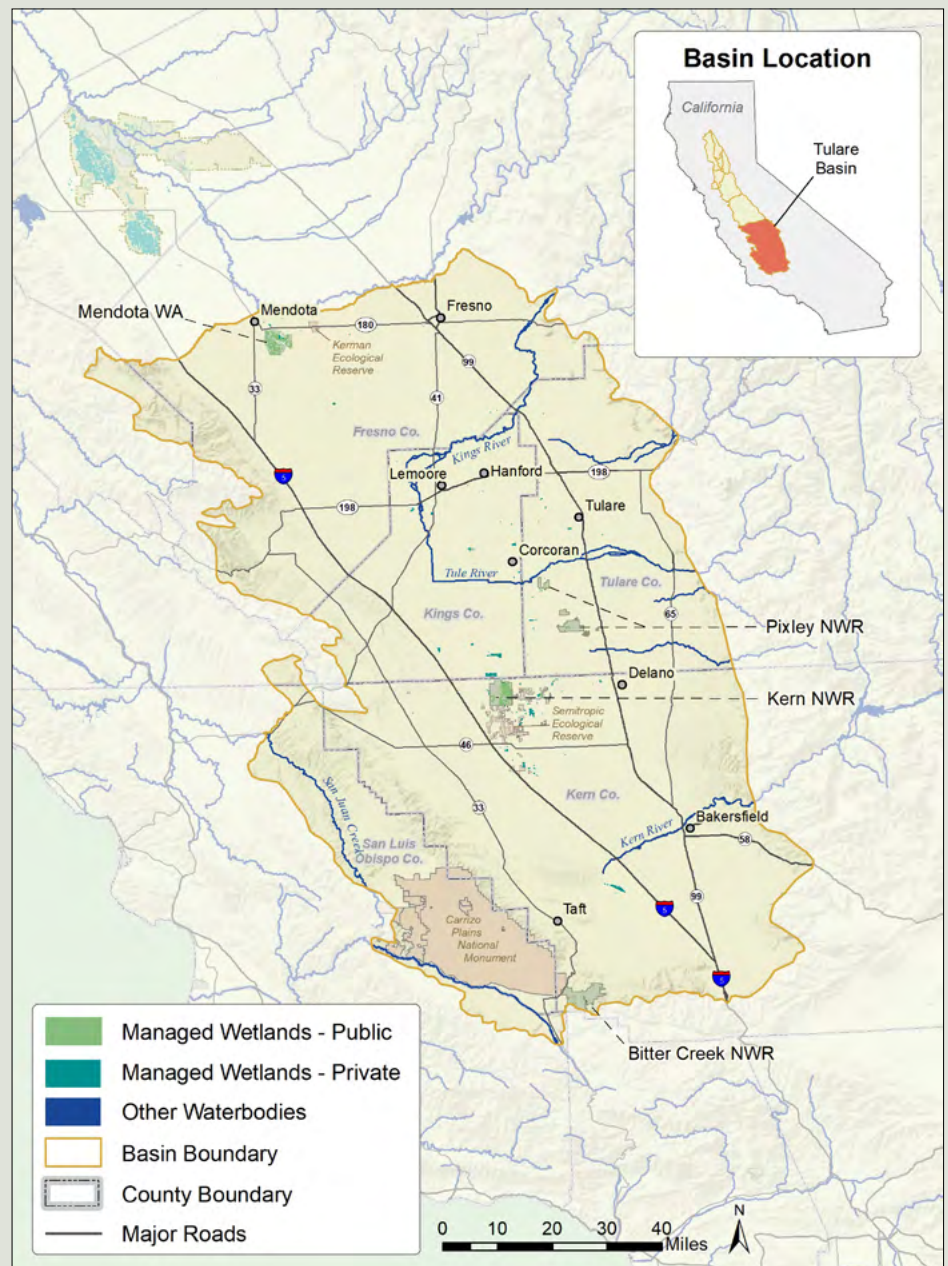 Basin Location
California
Tulare
Basin
Mendota WA
Mendota
Fresno
180
Kerman
Ecological
Reserve
99
33
41
Fresno Co.
Kings River
5
Lemoore
Hanford
198
198
Tulare
Corcoran
Tule River
Tulare Co.
Kings Co.
65
Pixley NWR
Delano
Kern NWR
Semitropic
Ecological
Reserve
46
33
Kern Co.
San Juan Creek
Bakersfield
Kern River
58
San Luis
Obispo Co.
99
Taft
5
Carrizo
Plains
National
Monument
5
Bitter Creek NWR
Managed Wetlands - Public
Managed Wetlands - Private
Other Waterbodies
Basin Boundary
County Boundary
Major Roads
0 10 20 30 40
Miles
N